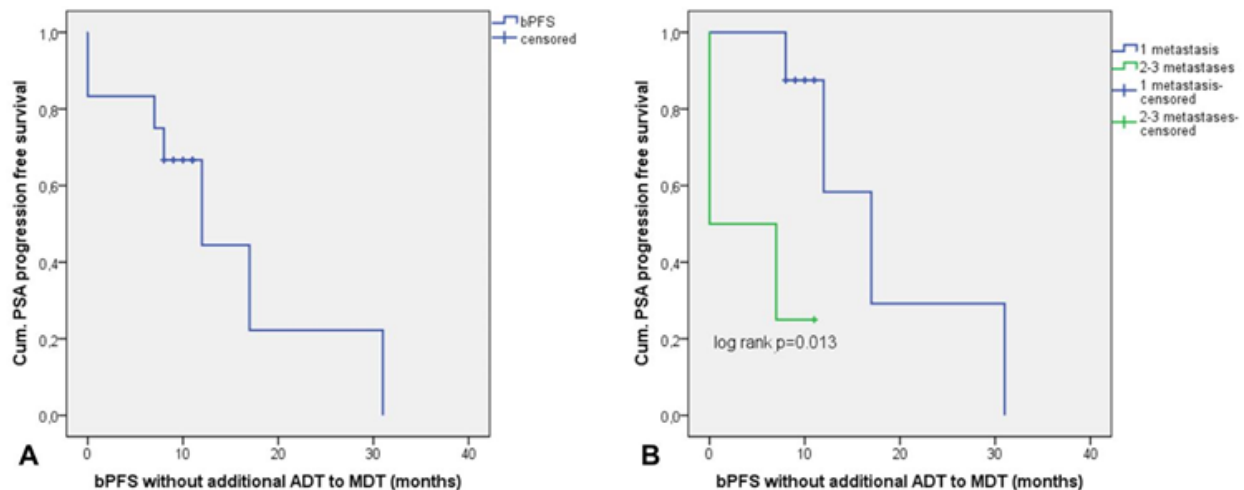 bPFS
censored
1,0
0,8
0,6
0,4
0,2
0,0
Cum. PSA progression free survival
0
10
20
30
40
A
bPFS without additional ADT to MDT (months)
1 metastasis
2-3 metastases
1 metastasis-
censored
2-3 metastases-
censored
1,0
0,8
0,6
0,4
0,2
0,0
Cum. PSA progression free survival
log rank p=0.013
0
10
20
30
40
B
bPFS without additional ADT to MDT (months)